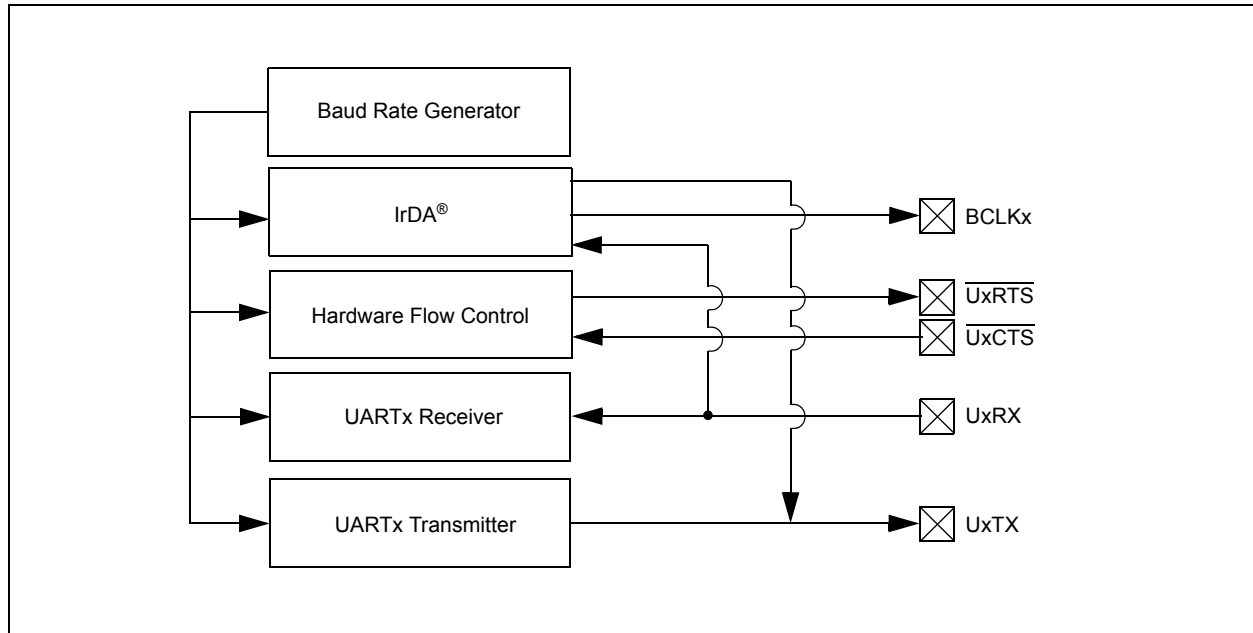 Baud Rate Generator
IrDA®
BCLKx
UxRTS
Hardware Flow Control
UxCTS
UARTx Receiver
UxRX
UARTx Transmitter
UxTX